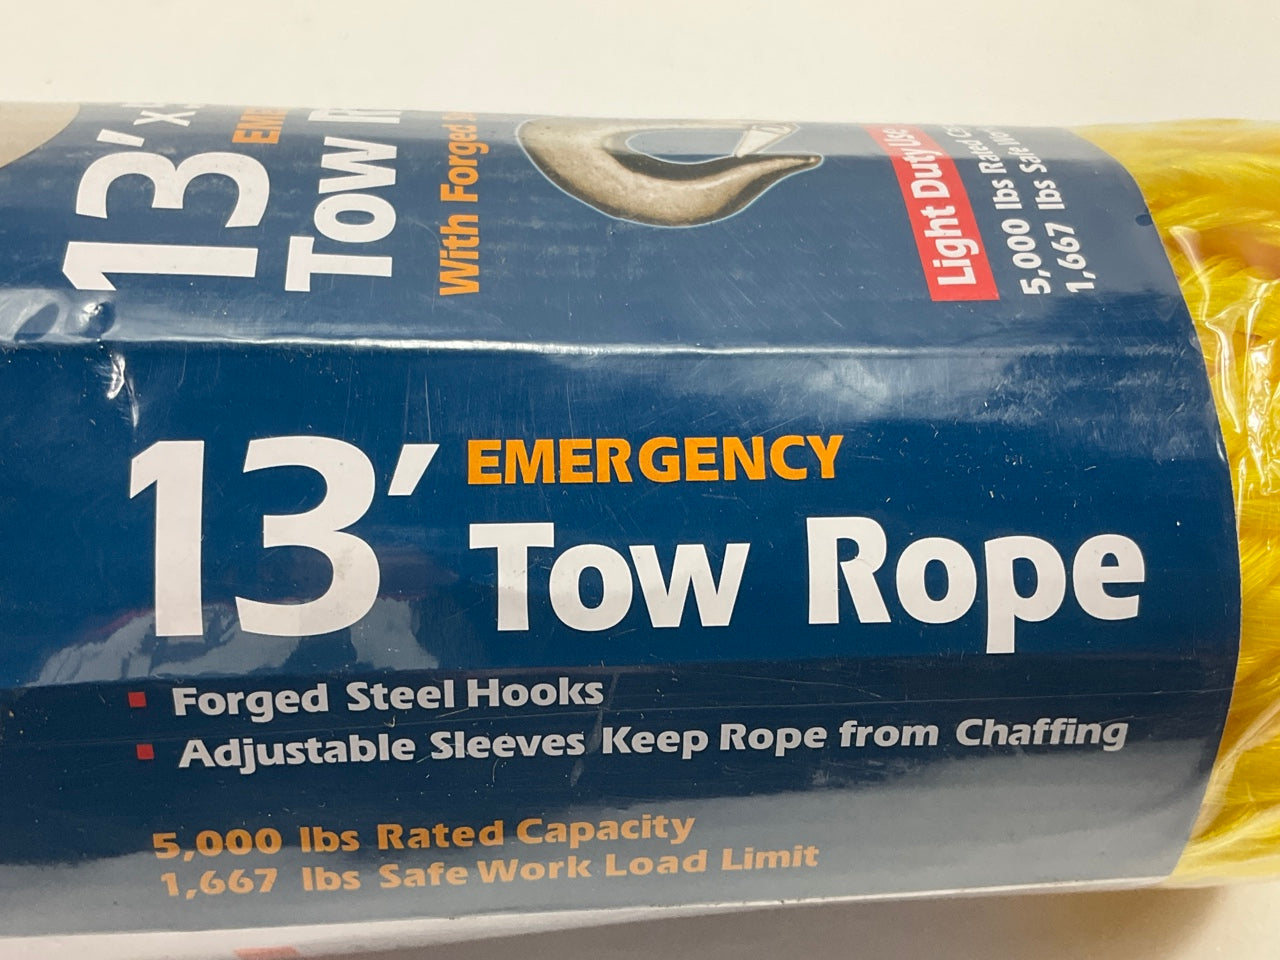 13' x
EME
Tow R
With Forged S
Light Duty Use
5,000 lbs Rated Ca
1,667 lbs Safe Wor
13' EMERGENCY
Tow Rope
Forged Steel Hooks
Adjustable Sleeves Keep Rope from Chaffing
5,000 lbs Rated Capacity
1,667 lbs Safe Work Load Limit